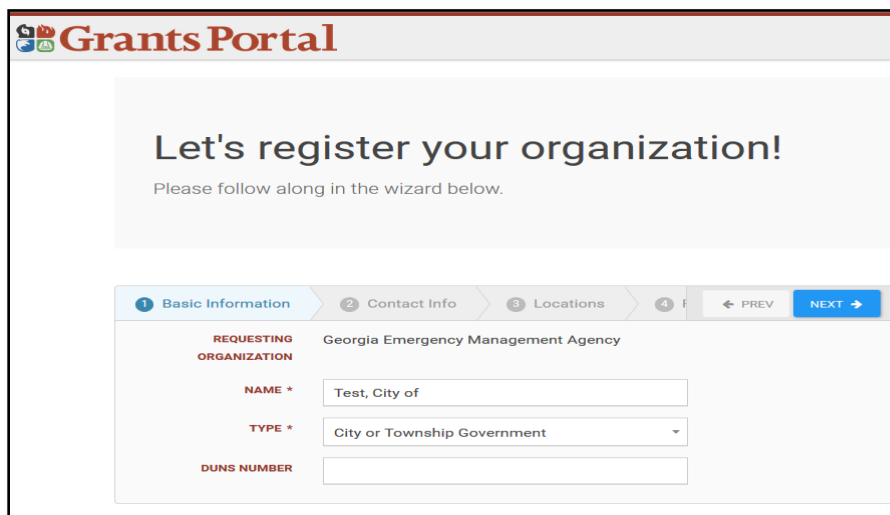 Grants Portal
Let's register your organization!
Please follow along in the wizard below.
1 Basic Information 2 Contact Info 3 Locations 4 ← PREV NEXT →
REQUESTING ORGANIZATION Georgia Emergency Management Agency
NAME * Test, City of
TYPE * City or Township Government
DUNS NUMBER